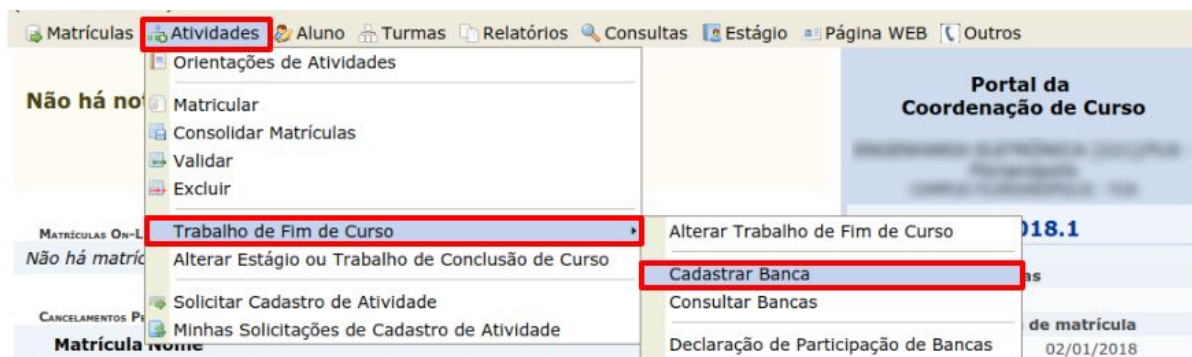 Matrículas Atividades Aluno Turmas Relatórios Consultas Estágio Página WEB Outros
Orientações de Atividades
Não há not
Matricular
Consolidar Matrículas
Validar
Excluir
Portal da
Coordenação de Curso
Trabalho de Fim de Curso
Alterar Trabalho de Fim de Curso
018.1
Matrículas On-L
Não há matríc
Alterar Estágio ou Trabalho de Conclusão de Curso
Cadastrar Banca
as
Solicitar Cadastro de Atividade
Consultar Bancas
Cancelamentos Pe
Minhas Solicitações de Cadastro de Atividade
de matrícula
Matrícula Nome
Declaração de Participação de Bancas
02/01/2018